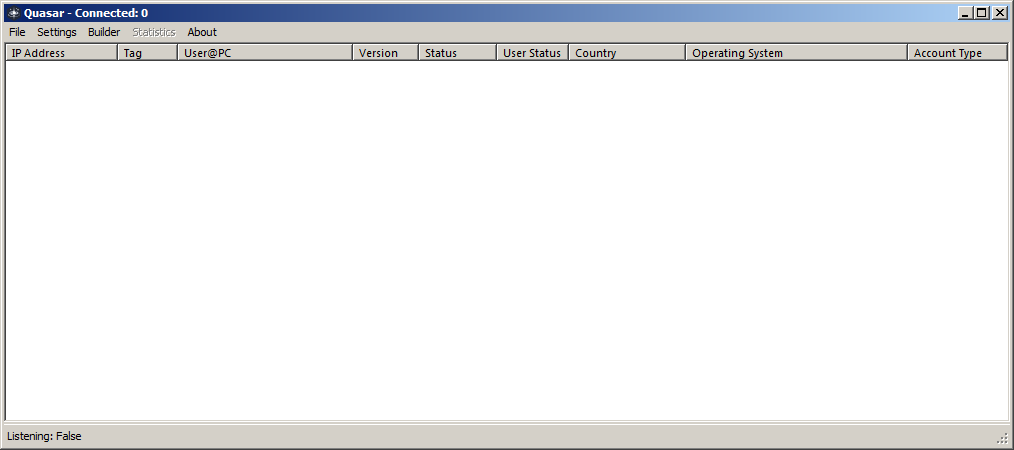 Quasar - Connected: 0
File Settings Builder Statistics About
IP Address Tag User@PC Version Status User Status Country Operating System Account Type
Listening: False